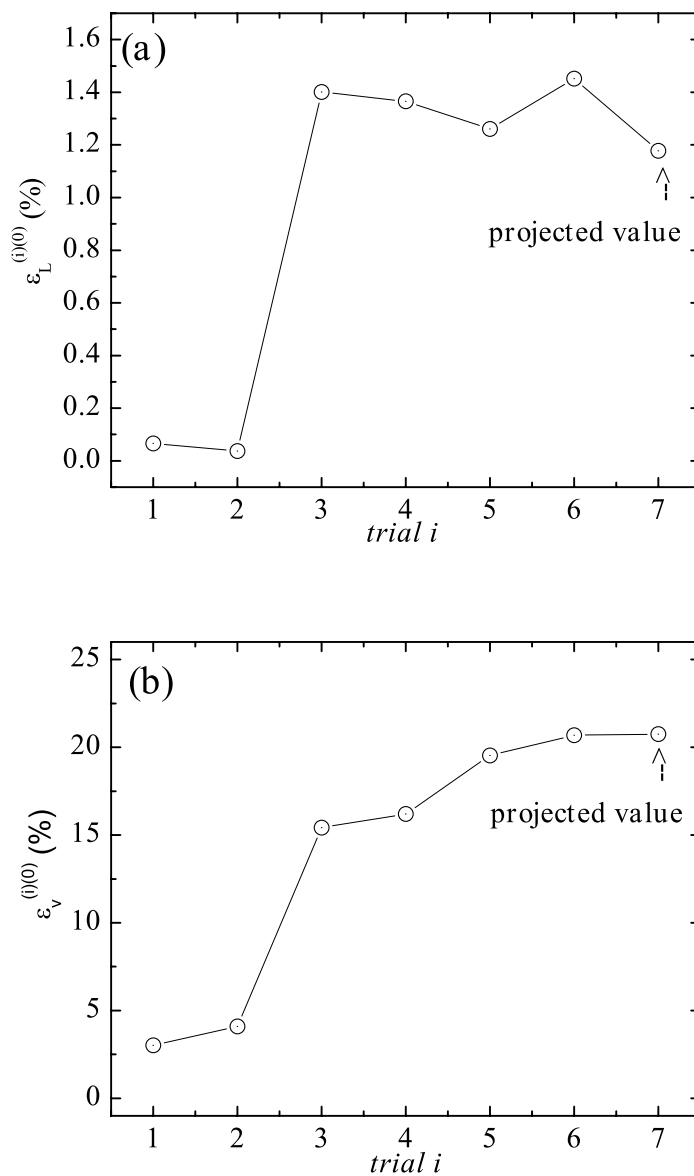 (a)
1.6
1.4
1.2
1.0
0.8
0.6
0.4
0.2
0.0
ε_L^(i)(0) (%)
projected value
1 2 3 4 5 6 7
trial i
(b)
25
20
15
10
5
0
ε_v^(i)(0) (%)
projected value
1 2 3 4 5 6 7
trial i